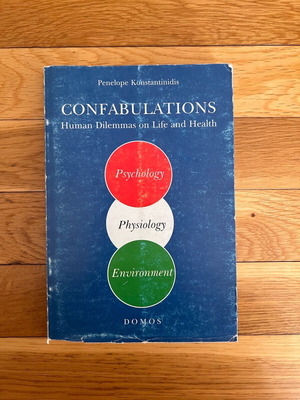 Penelope Konstantinidis
CONFABULATIONS
Human Dilemmas on Life and Health
Psychology
Physiology
Environment
DOMOS